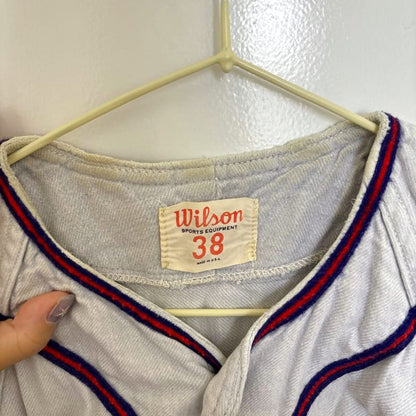 Wilson
SPORTS EQUIPMENT
38
MADE IN U.S.A.